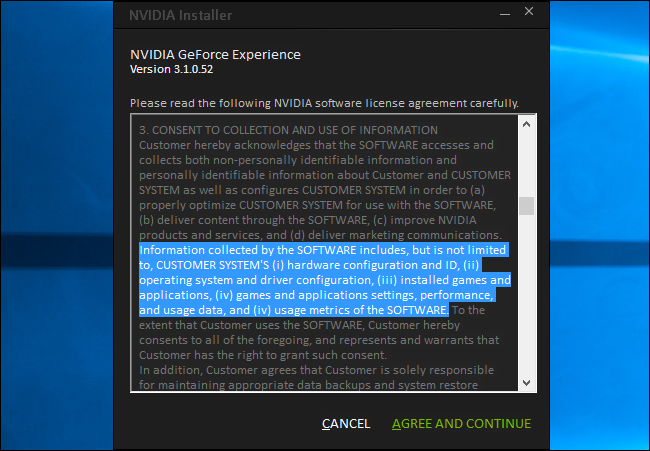 NVIDIA Installer
NVIDIA GeForce Experience
Version 3.1.0.52
Please read the following NVIDIA software license agreement carefully.
3. CONSENT TO COLLECTION AND USE OF INFORMATION
Customer hereby acknowledges that the SOFTWARE accesses and
collects both non-personally identifiable information and
personally identifiable information about Customer and CUSTOMER
SYSTEM as well as configures CUSTOMER SYSTEM in order to (a)
properly optimize CUSTOMER SYSTEM for use with the SOFTWARE,
(b) deliver content through the SOFTWARE, (c) improve NVIDIA
products and services, and (d) deliver marketing communications.
Information collected by the SOFTWARE includes, but is not limited
to, CUSTOMER SYSTEM'S (i) hardware configuration and ID, (ii)
operating system and driver configuration, (iii) installed games and
applications, (iv) games and applications settings, performance,
and usage data, and (iv) usage metrics of the SOFTWARE. To the
extent that Customer uses the SOFTWARE, Customer hereby
consents to all of the foregoing, and represents and warrants that
Customer has the right to grant such consent.
In addition, Customer agrees that Customer is solely responsible
for maintaining appropriate data backups and system restore
CANCEL
AGREE AND CONTINUE